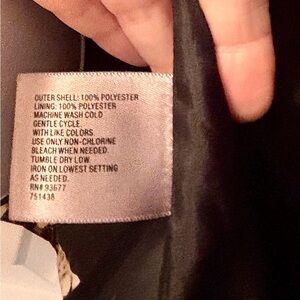 OUTER SHELL: 100% POLYESTER
LINING: 100% POLYESTER
MACHINE WASH COLD
GENTLE CYCLE.
WITH LIKE COLORS.
USE ONLY NON-CHLORINE
BLEACH WHEN NEEDED.
TUMBLE DRY LOW.
IRON ON LOWEST SETTING
AS NEEDED.
RN# 93677
751438